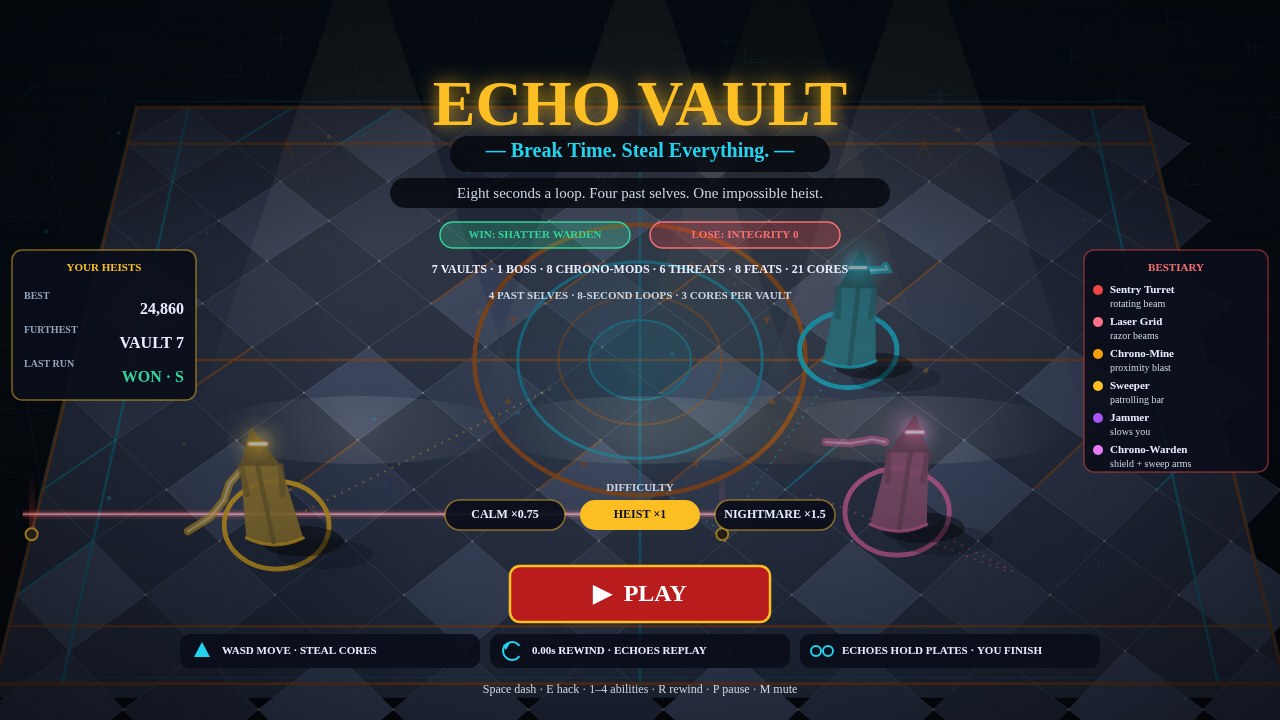 ECHO VAULT
— Break Time. Steal Everything. —
Eight seconds a loop. Four past selves. One impossible heist.
WIN: SHATTER WARDEN
LOSE: INTEGRITY 0
7 VAULTS · 1 BOSS · 8 CHRONO-MODS · 6 THREATS · 8 FEATS · 21 CORES
4 PAST SELVES · 8-SECOND LOOPS · 3 CORES PER VAULT
YOUR HEISTS
BEST
24,860
FURTHEST
VAULT 7
LAST RUN
WON · S
BESTIARY
Sentry Turret
rotating beam
Laser Grid
razor beams
Chrono-Mine
proximity blast
Sweeper
patrolling bar
Jammer
slows you
Chrono-Warden
shield + sweep arms
DIFFICULTY
CALM ×0.75
HEIST ×1
NIGHTMARE ×1.5
▶ PLAY
WASD MOVE · STEAL CORES
0.00s REWIND · ECHOES REPLAY
ECHOES HOLD PLATES · YOU FINISH
Space dash · E hack · 1–4 abilities · R rewind · P pause · M mute